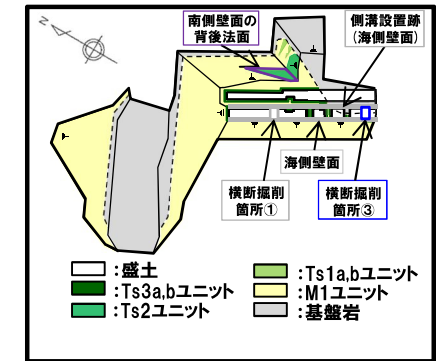 N
南側壁面の
背後法面
側溝設置跡
(海側壁面)
海側壁面
横断掘削
箇所①
横断掘削
箇所③
:盛土
:Ts1a,bユニット
:Ts3a,bユニット
:M1ユニット
:Ts2ユニット
:基盤岩